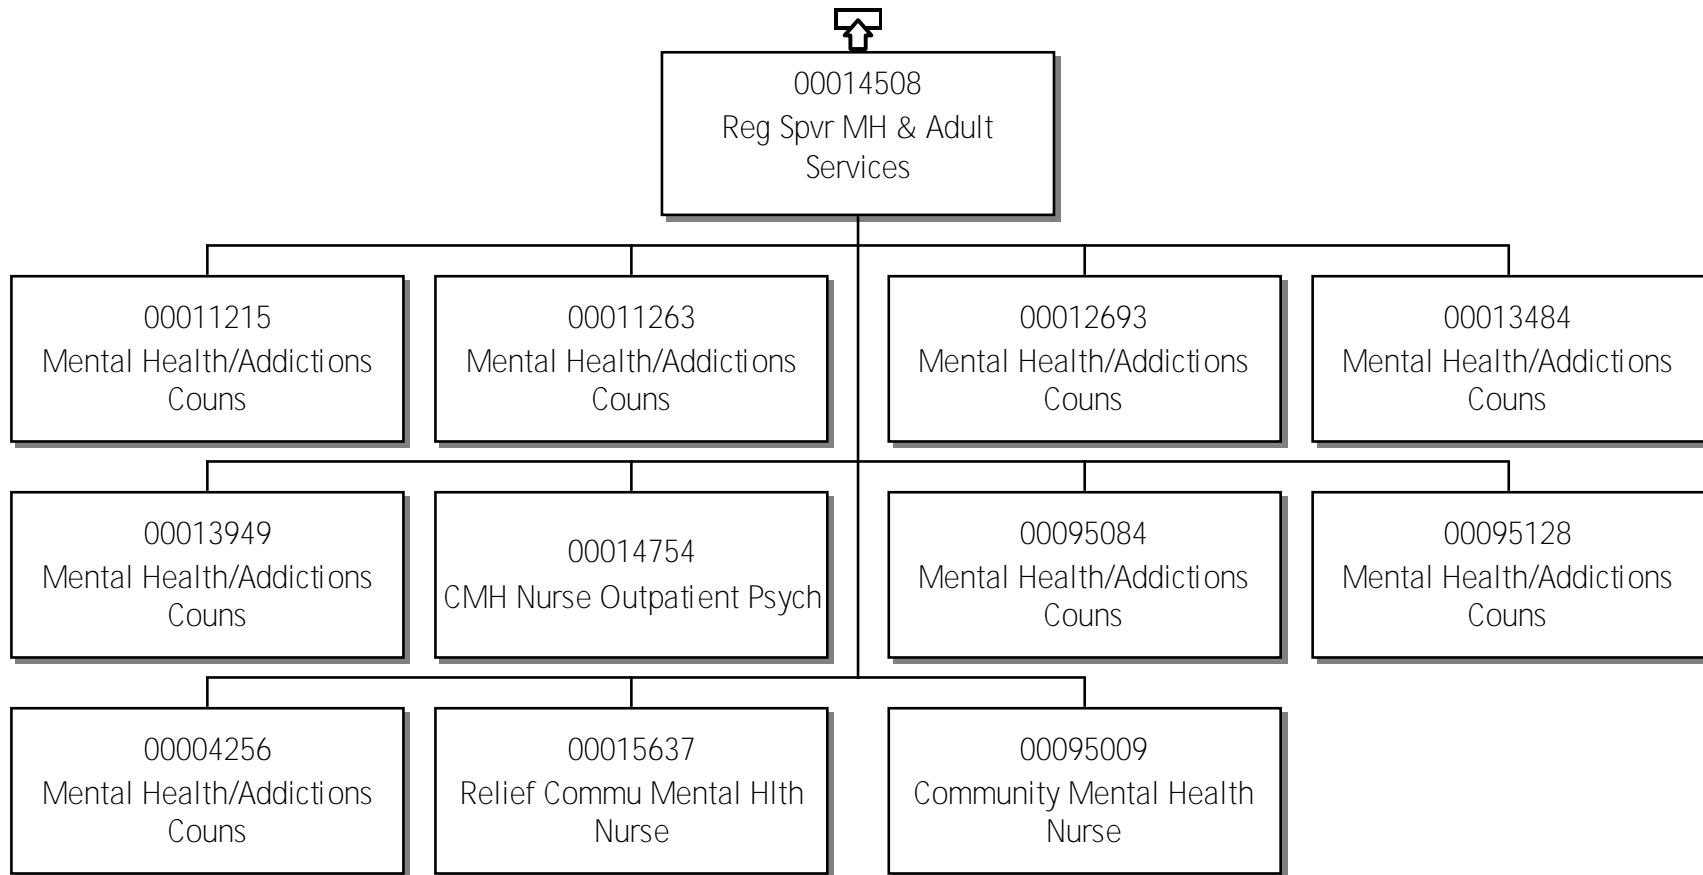 00014508
Reg Spvr MH & Adult
Services
00011215
Mental Health/Addictions
Couns
00011263
Mental Health/Addictions
Couns
00012693
Mental Health/Addictions
Couns
00013484
Mental Health/Addictions
Couns
00013949
Mental Health/Addictions
Couns
00014754
CMH Nurse Outpatient Psych
00095084
Mental Health/Addictions
Couns
00095128
Mental Health/Addictions
Couns
00004256
Mental Health/Addictions
Couns
00015637
Relief Commu Mental Hlth
Nurse
00095009
Community Mental Health
Nurse